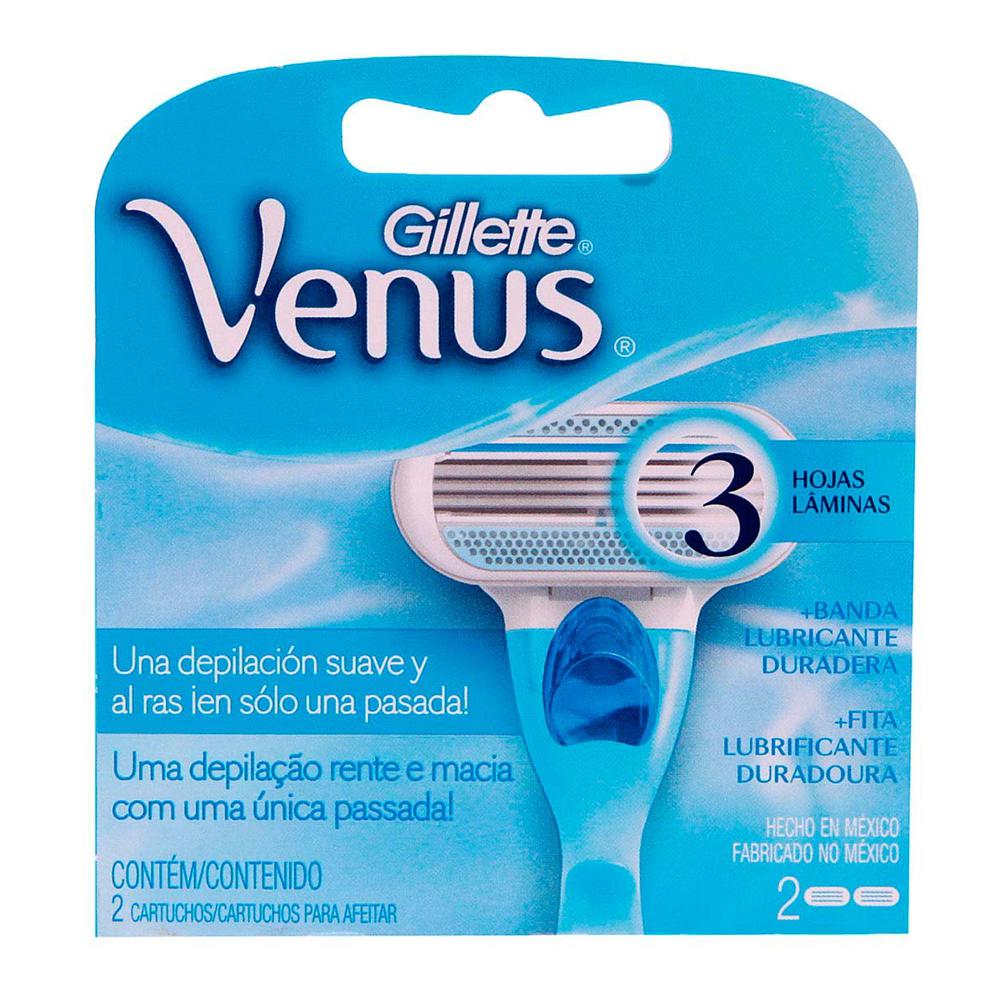 Gillette®
Venus®
3
HOJAS
LÂMINAS
+BANDA
LUBRICANTE
DURADERA
Una depilación suave y
al ras ¡en sólo una pasada!
+FITA
LUBRIFICANTE
DURADOURA
Uma depilação rente e macia
com uma única passada!
HECHO EN MÉXICO
FABRICADO NO MÉXICO
CONTÉM/CONTENIDO
2 CARTUCHOS/CARTUCHOS PARA AFEITAR
2